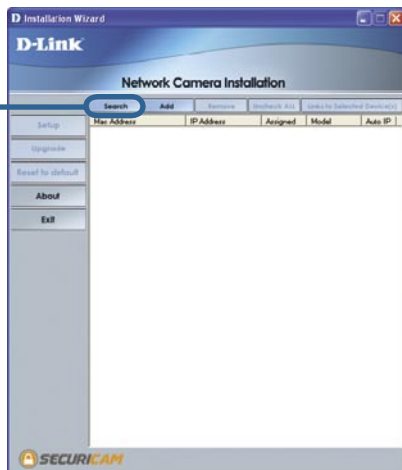 D Installation Wizard
D-Link
Network Camera Installation
Search Add Remove Uncheck ALL Links to Selected Device(s)
Mac Address IP Address Assigned Model Auto IP
Setup
Upgrade
Reset to default
About
Exit
SECURICAM